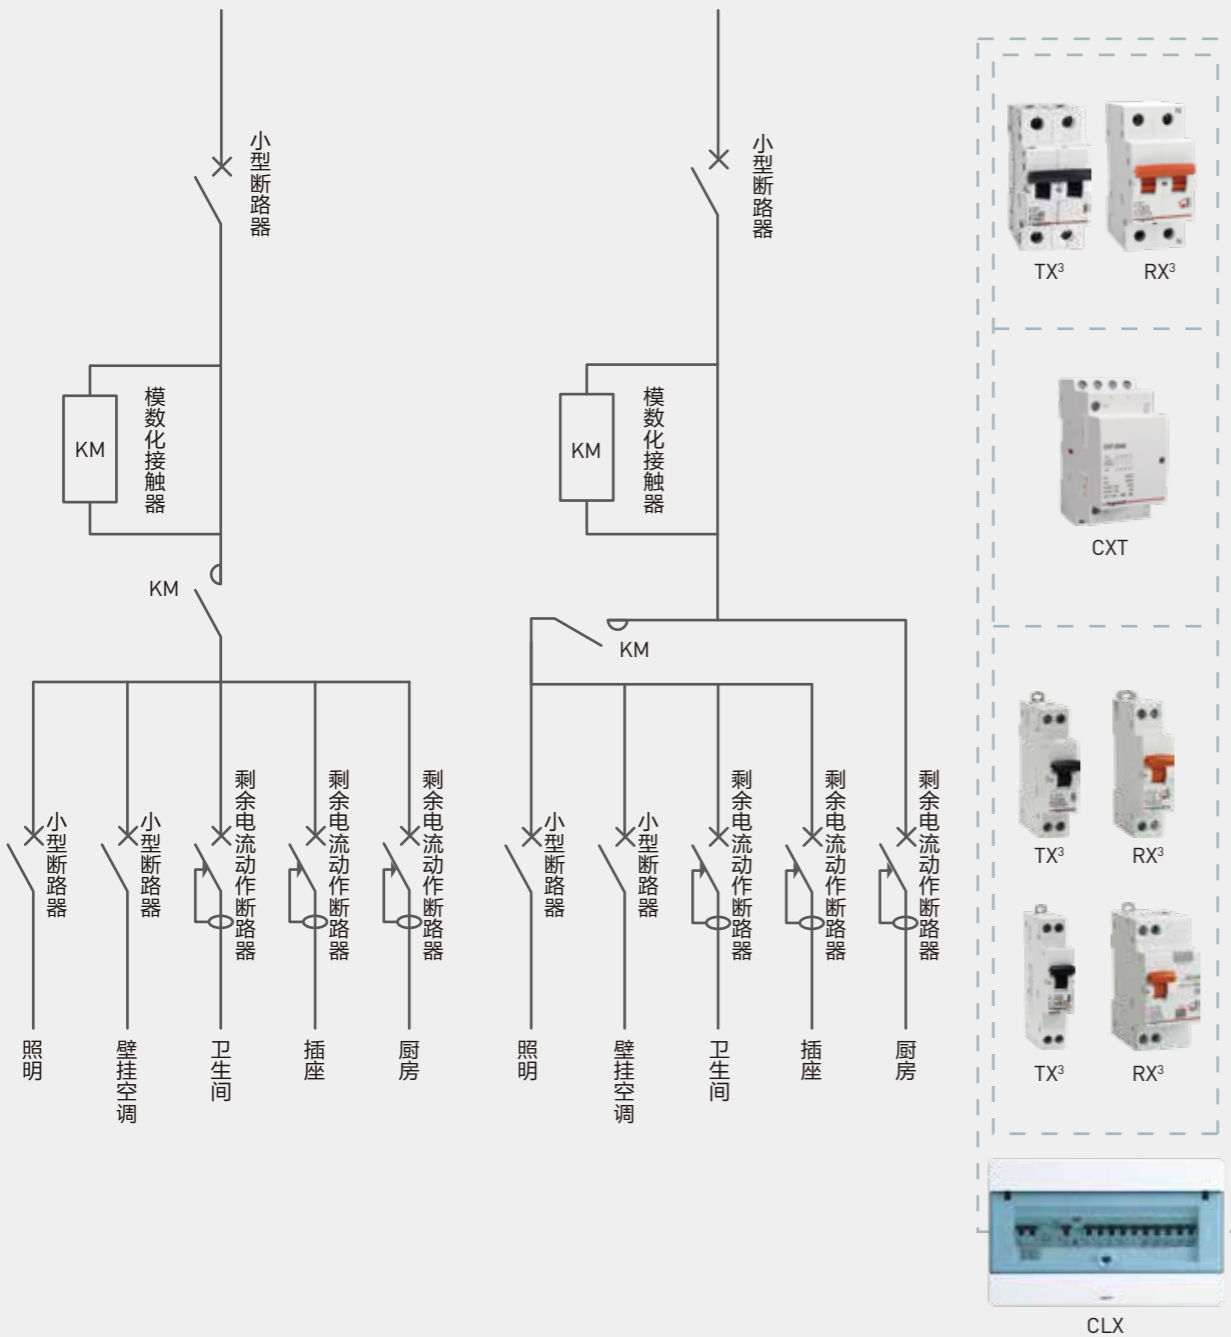 小型断路器
小型断路器
TX³
RX³
模数化接触器
KM
模数化接触器
KM
CXT
KM
KM
小型断路器
小型断路器
剩余电流动作断路器
剩余电流动作断路器
剩余电流动作断路器
小型断路器
小型断路器
剩余电流动作断路器
剩余电流动作断路器
剩余电流动作断路器
TX³
RX³
照明
壁挂空调
卫生间
插座
厨房
照明
壁挂空调
卫生间
插座
厨房
TX³
RX³
CLX